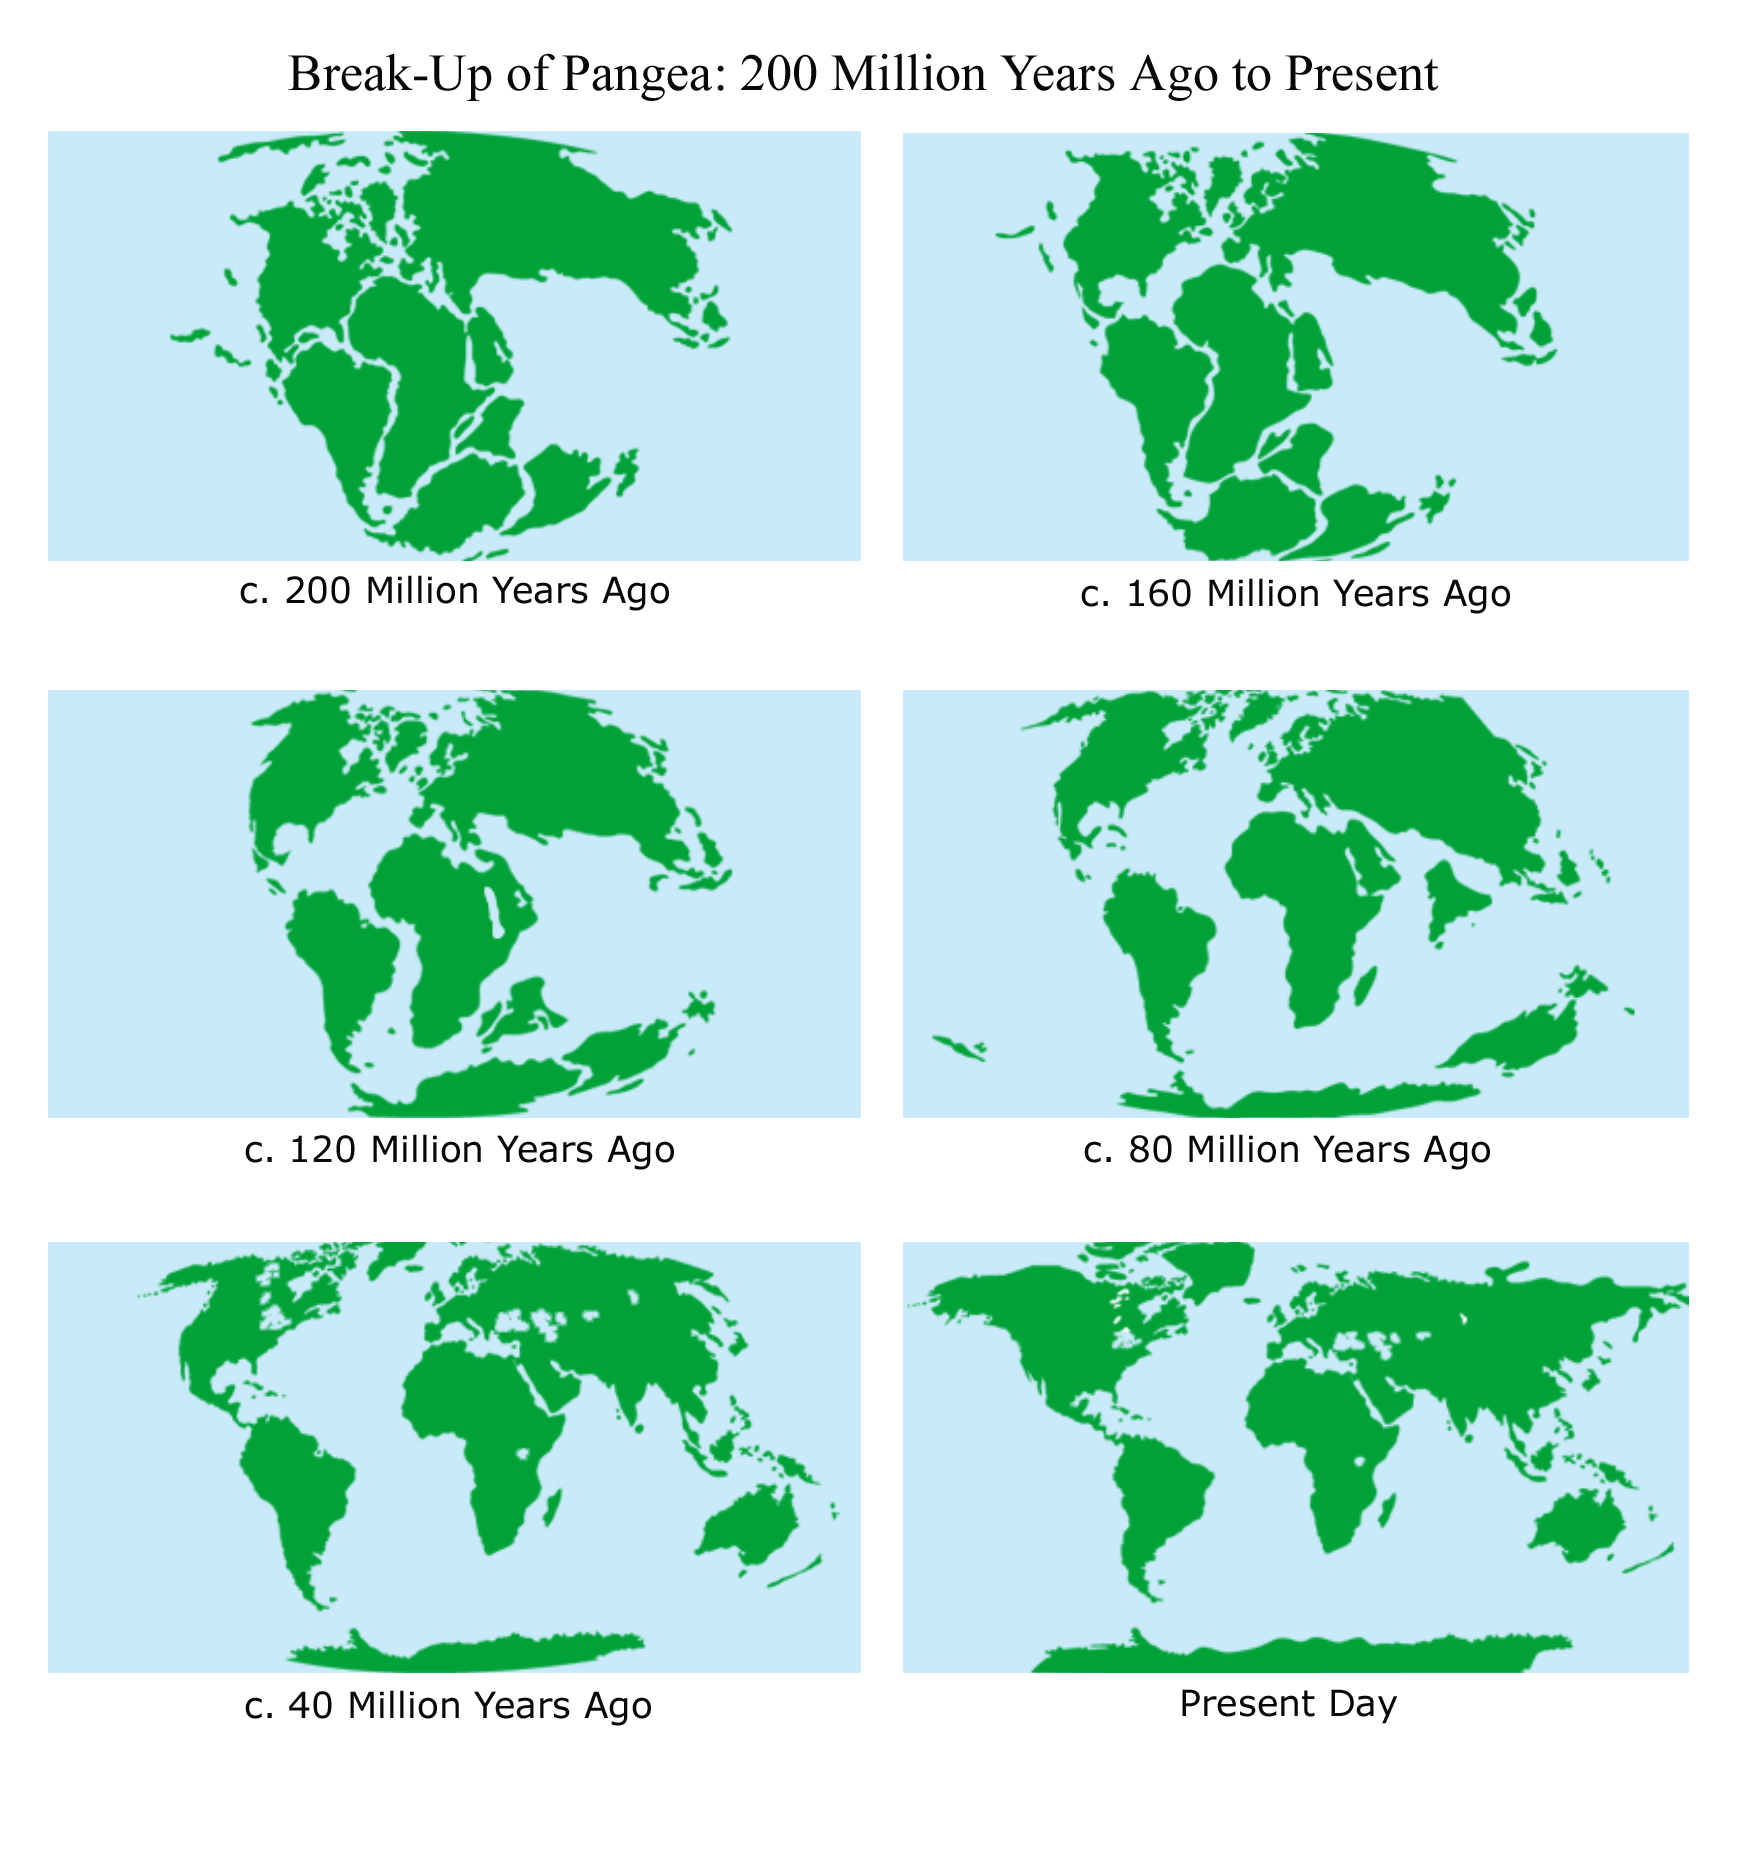 Break-Up of Pangea: 200 Million Years Ago to Present
c. 200 Million Years Ago
c. 160 Million Years Ago
c. 120 Million Years Ago
c. 80 Million Years Ago
c. 40 Million Years Ago
Present Day